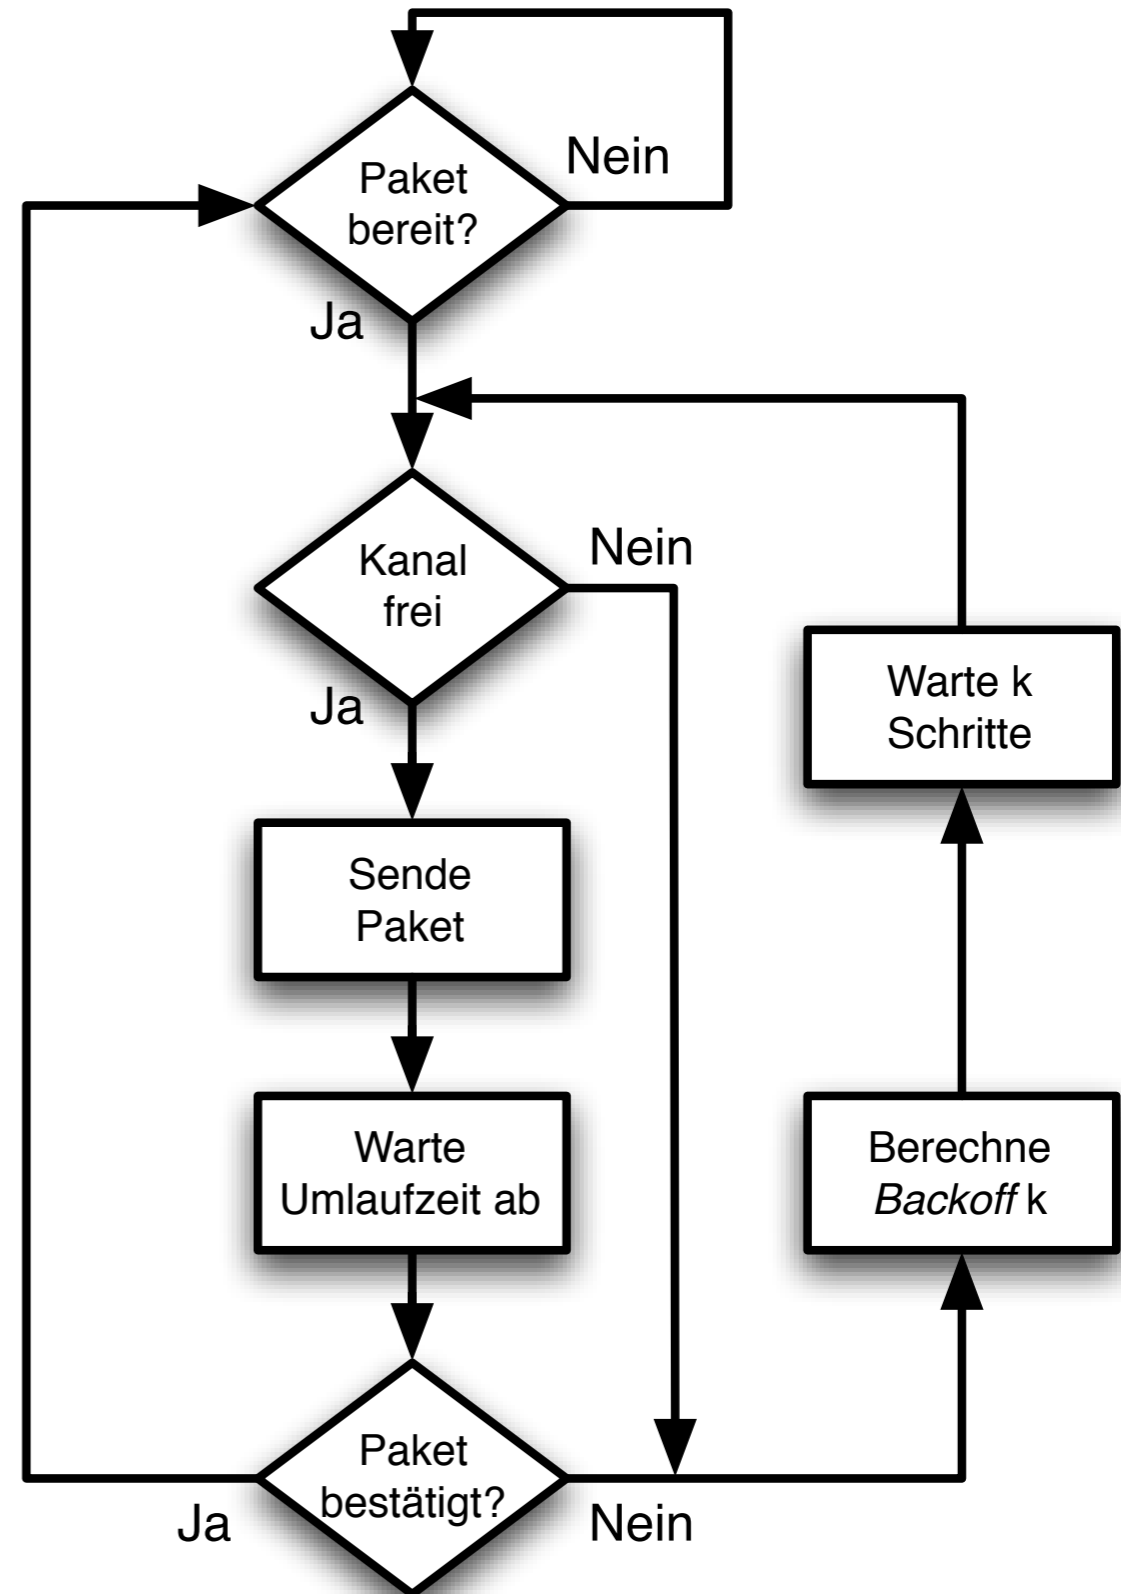 Paket
bereit?
Nein
Ja
Kanal
frei
Nein
Ja
Warte k
Schritte
Sende
Paket
Warte
Umlaufzeit ab
Berechne
Backoff k
Paket
bestätigt?
Ja
Nein